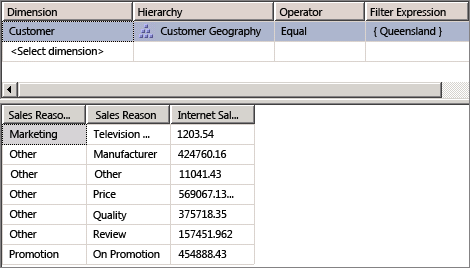 Dimension Hierarchy Operator Filter Expression
Customer Customer Geography Equal { Queensland }
<Select dimension>
Sales Reaso... Sales Reason Internet Sal...
Marketing Television ... 1203.54
Other Manufacturer 424760.16
Other Other 11041.43
Other Price 569067.13...
Other Quality 375718.35
Other Review 157451.962
Promotion On Promotion 454888.43